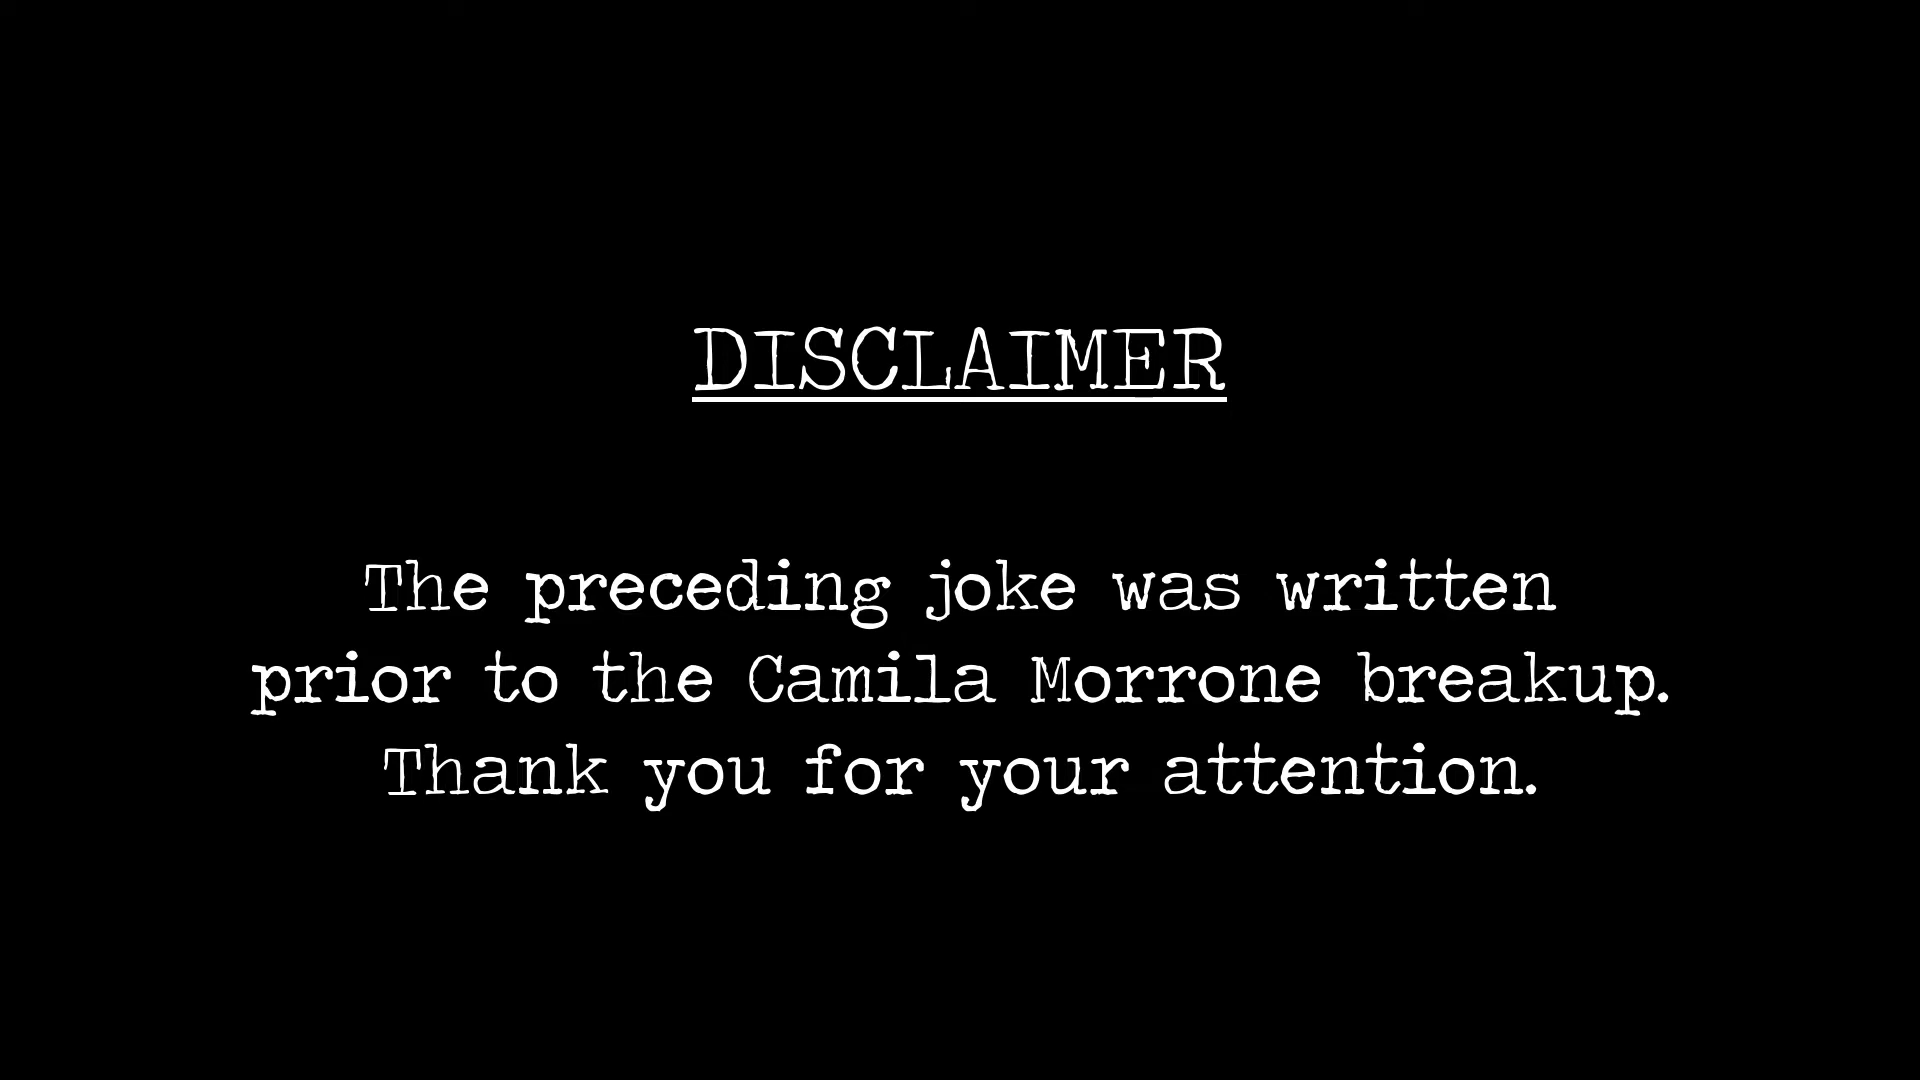 DISCLAIMER
The preceding joke was written
prior to the Camila Morrone breakup.
Thank you for your attention.